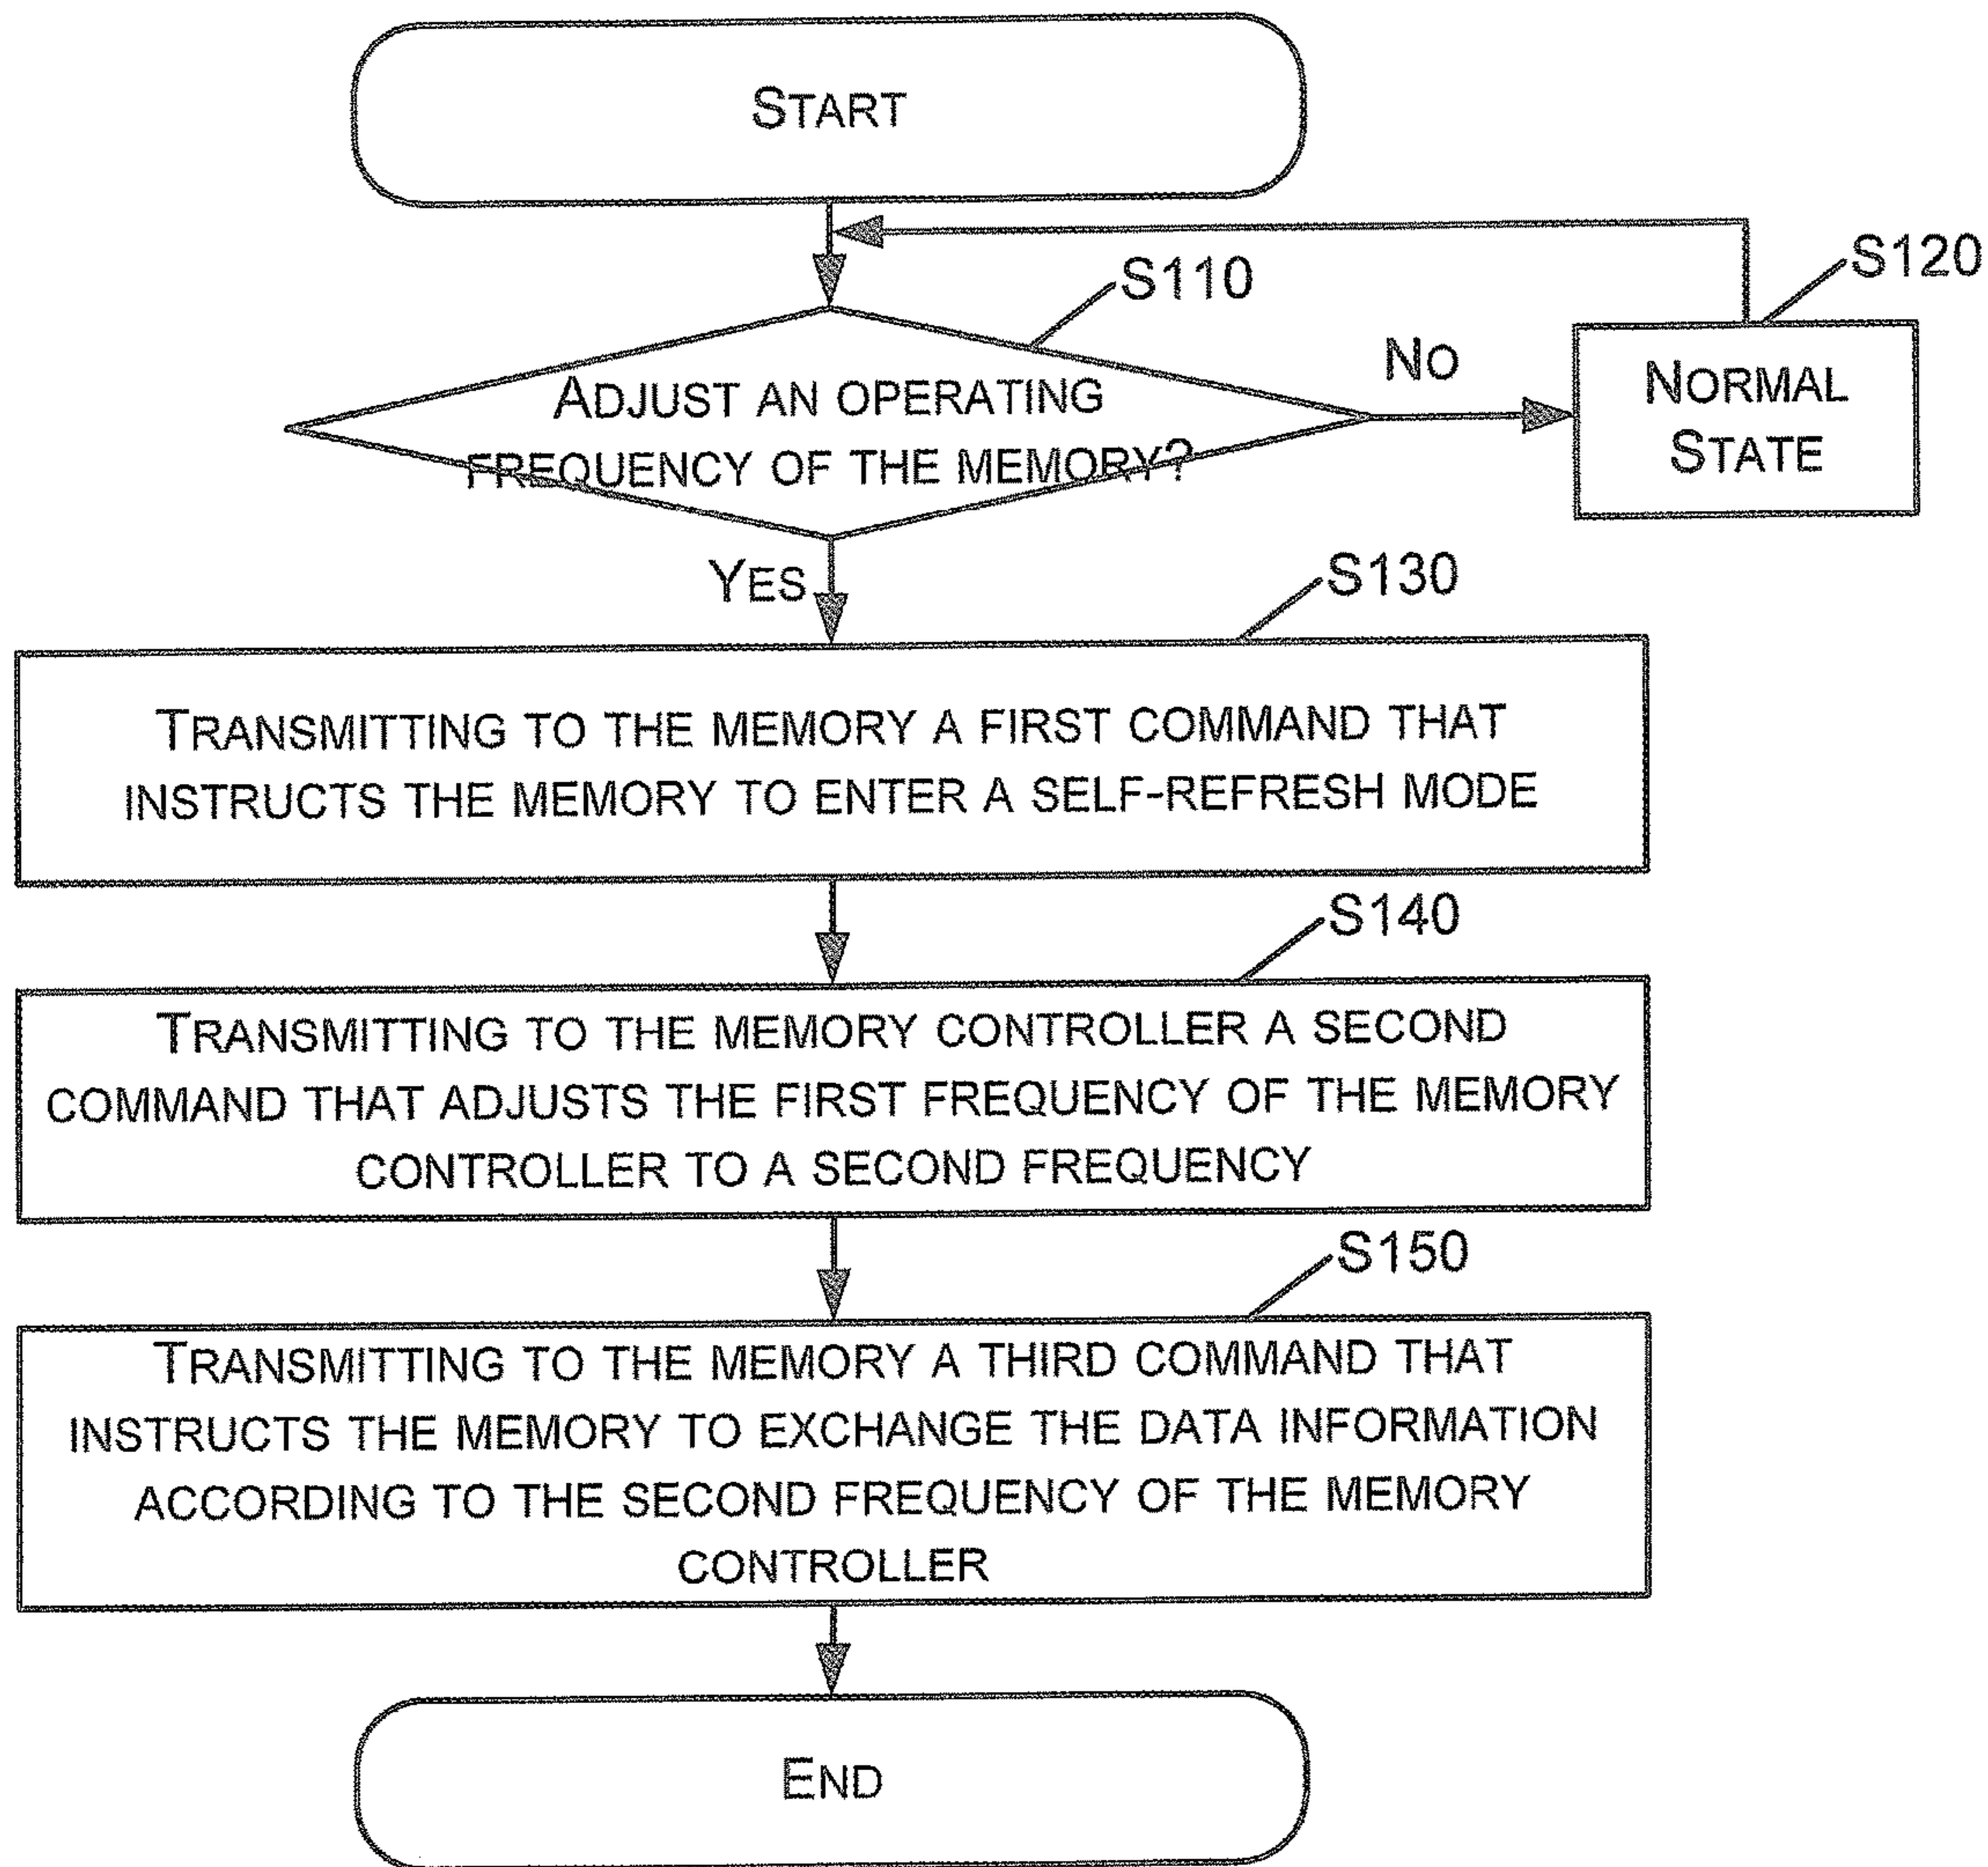 START
S110
S120
ADJUST AN OPERATING
FREQUENCY OF THE MEMORY?
NO
NORMAL
STATE
YES
S130
TRANSMITTING TO THE MEMORY A FIRST COMMAND THAT
INSTRUCTS THE MEMORY TO ENTER A SELF-REFRESH MODE
S140
TRANSMITTING TO THE MEMORY CONTROLLER A SECOND
COMMAND THAT ADJUSTS THE FIRST FREQUENCY OF THE MEMORY
CONTROLLER TO A SECOND FREQUENCY
S150
TRANSMITTING TO THE MEMORY A THIRD COMMAND THAT
INSTRUCTS THE MEMORY TO EXCHANGE THE DATA INFORMATION
ACCORDING TO THE SECOND FREQUENCY OF THE MEMORY
CONTROLLER
END